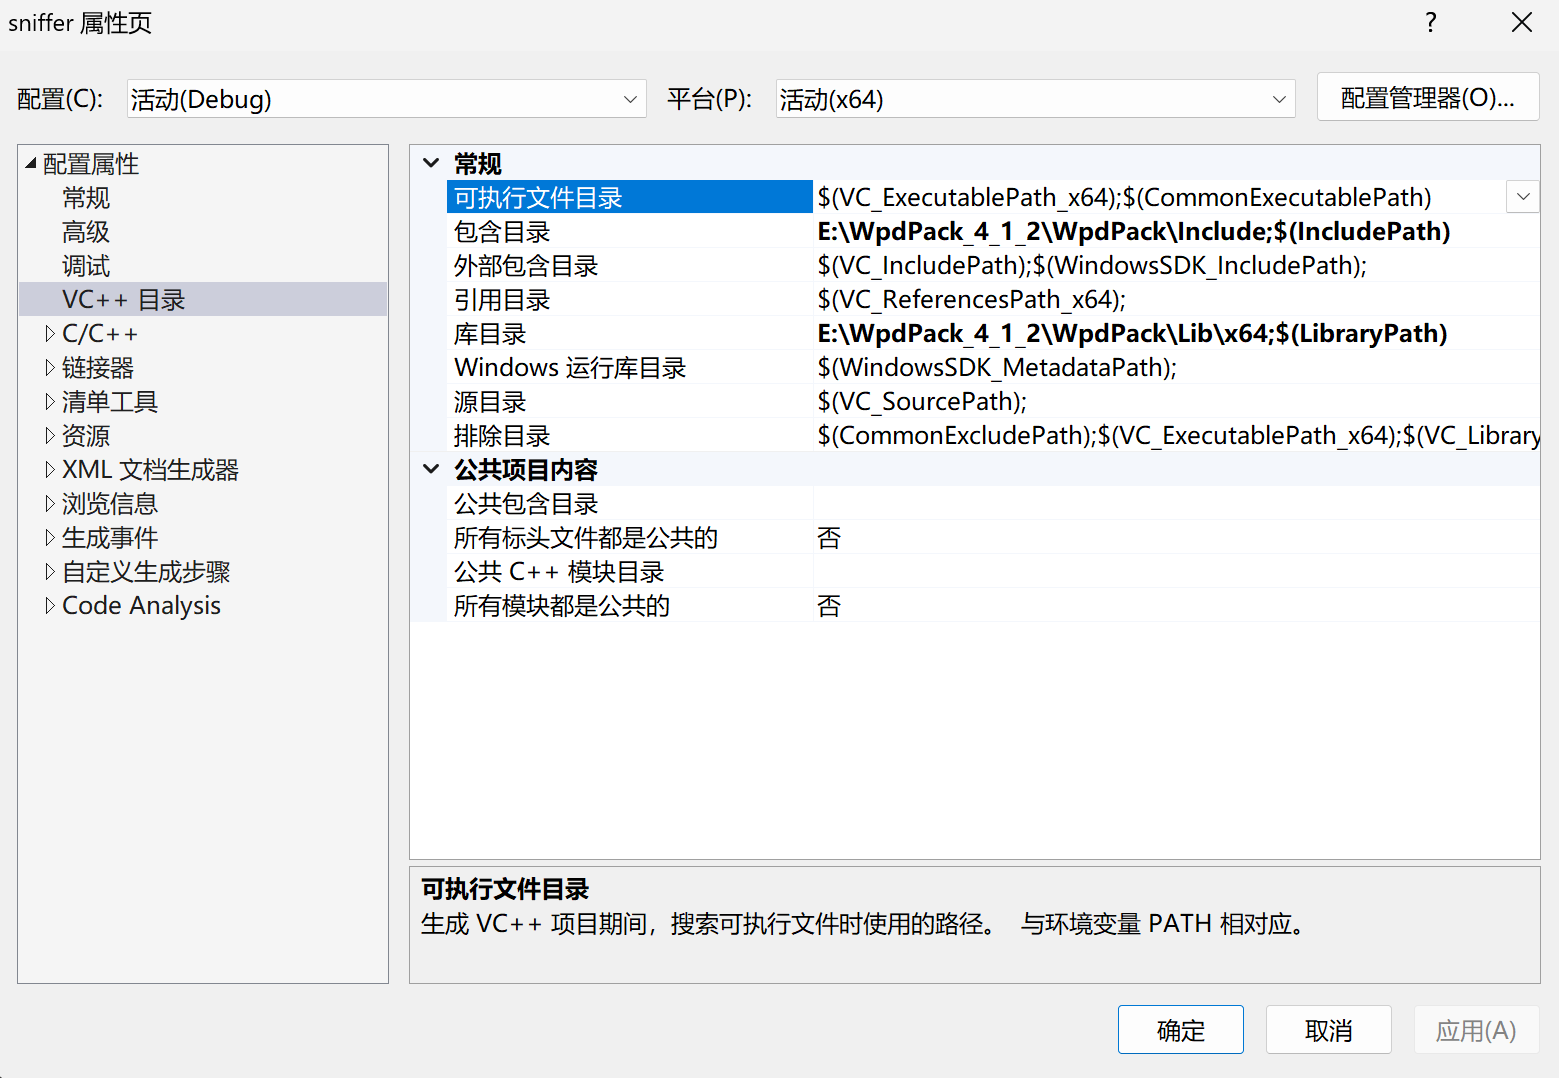 sniffer 属性页
?
配置(C): 活动(Debug) 平台(P): 活动(x64) 配置管理器(O)...
配置属性
常规
高级
调试
VC++ 目录
C/C++
链接器
清单工具
资源
XML 文档生成器
浏览信息
生成事件
自定义生成步骤
Code Analysis
常规
可执行文件目录 $(VC_ExecutablePath_x64);$(CommonExecutablePath)
包含目录 E:\WpdPack_4_1_2\WpdPack\Include;$(IncludePath)
外部包含目录 $(VC_IncludePath);$(WindowsSDK_IncludePath);
引用目录 $(VC_ReferencesPath_x64);
库目录 E:\WpdPack_4_1_2\WpdPack\Lib\x64;$(LibraryPath)
Windows 运行库目录 $(WindowsSDK_MetadataPath);
源目录 $(VC_SourcePath);
排除目录 $(CommonExcludePath);$(VC_ExecutablePath_x64);$(VC_Library
公共项目内容
公共包含目录
所有标头文件都是公共的 否
公共 C++ 模块目录
所有模块都是公共的 否
可执行文件目录
生成 VC++ 项目期间，搜索可执行文件时使用的路径。 与环境变量 PATH 相对应。
确定 取消 应用(A)